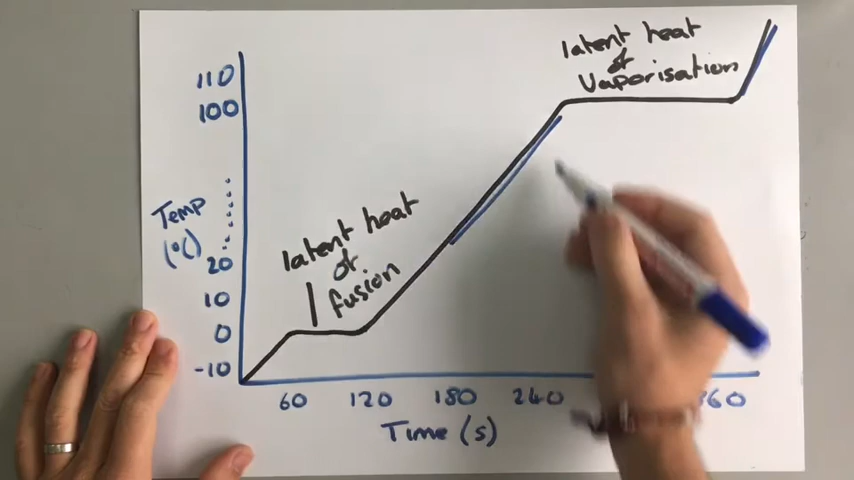 latent heat
of
Vaporisation
110
100
Temp
(°C)
latent heat
of
fusion
20
10
0
-10
60 120 180 240 360
Time (s)